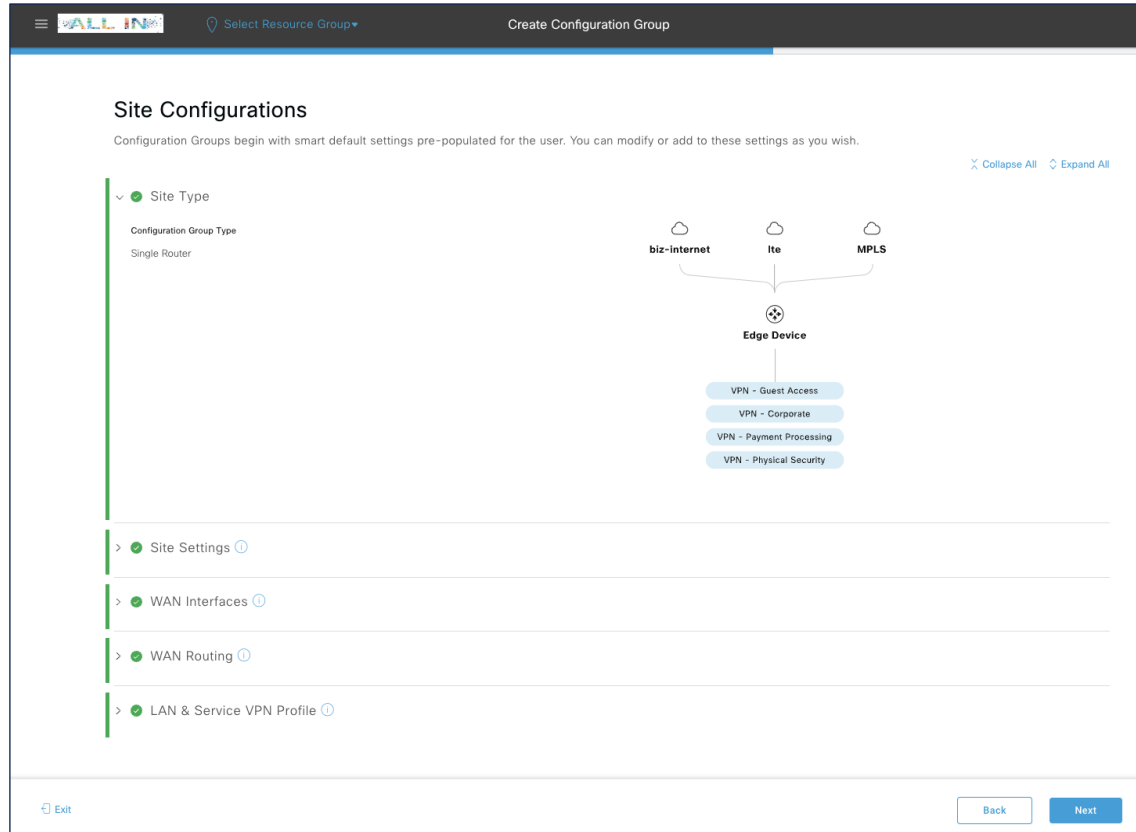 ALL IN
Select Resource Group
Create Configuration Group
Site Configurations
Configuration Groups begin with smart default settings pre-populated for the user. You can modify or add to these settings as you wish.
Collapse All
Expand All
Site Type
Configuration Group Type
Single Router
biz-internet
lte
MPLS
Edge Device
VPN - Guest Access
VPN - Corporate
VPN - Payment Processing
VPN - Physical Security
Site Settings
WAN Interfaces
WAN Routing
LAN & Service VPN Profile
Exit
Back
Next